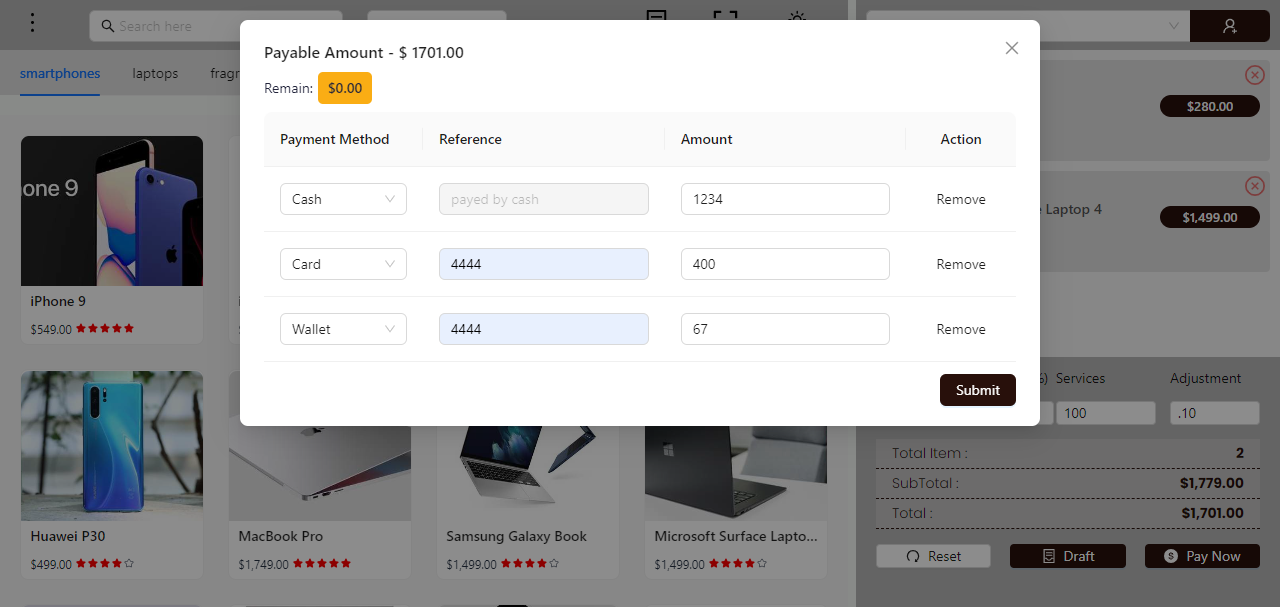 Search here
smartphones
laptops
fragr
one 9
iPhone 9
$549.00
Huawei P30
$499.00
MacBook Pro
$1,749.00
Samsung Galaxy Book
$1,499.00
Microsoft Surface Lapto...
$1,499.00
Payable Amount - $ 1701.00
Remain: $0.00
Payment Method Reference Amount Action
Cash payed by cash 1234 Remove
Card 4444 400 Remove
Wallet 4444 67 Remove
Submit
$280.00
Laptop 4
$1,499.00
Services Adjustment
100 .10
Total Item : 2
SubTotal : $1,779.00
Total : $1,701.00
Reset Draft Pay Now